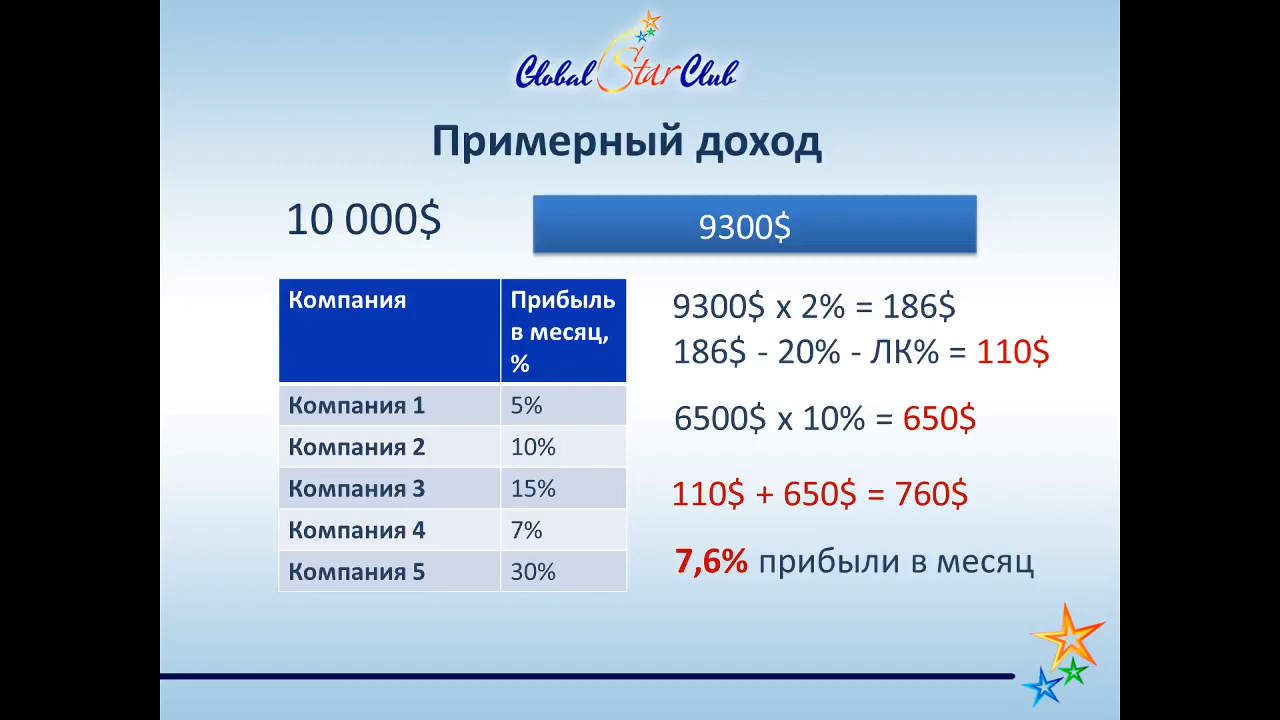 Global Star Club
Примерный доход
10 000$
9300$
Компания
Прибыль
в месяц,
%
Компания 1 5%
Компания 2 10%
Компания 3 15%
Компания 4 7%
Компания 5 30%
9300$ x 2% = 186$
186$ - 20% - ЛК% = 110$
6500$ x 10% = 650$
110$ + 650$ = 760$
7,6% прибыли в месяц